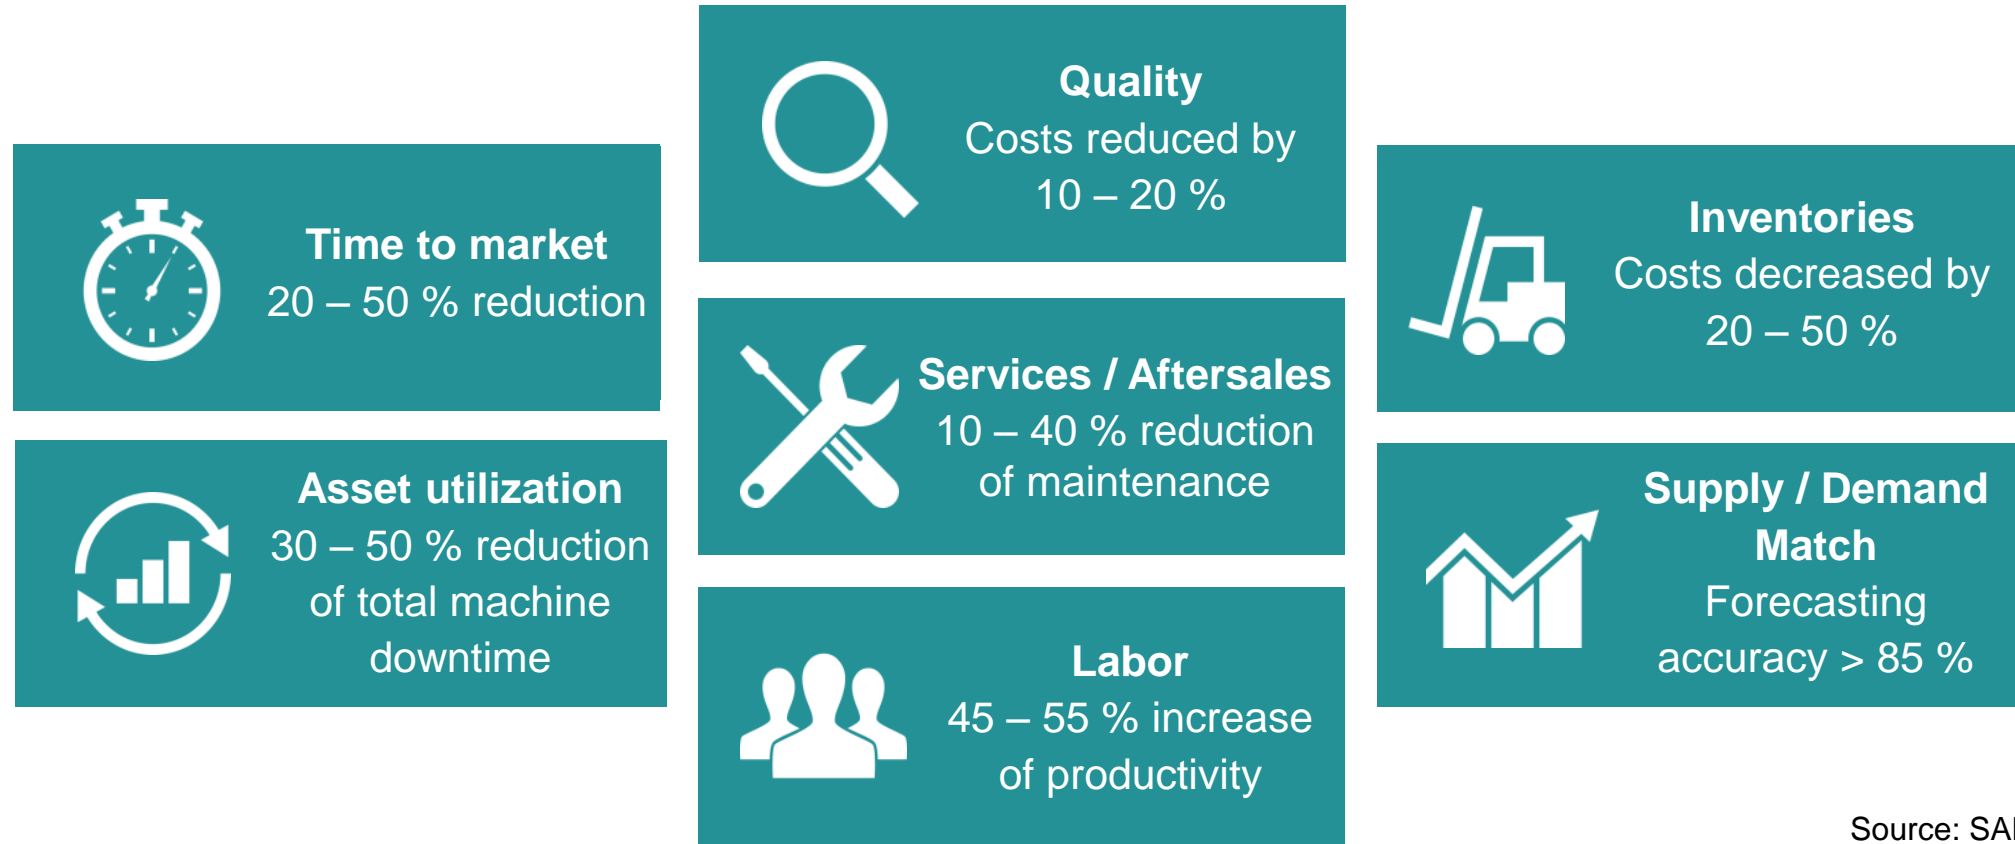 Time to market
20 – 50 % reduction
Asset utilization
30 – 50 % reduction
of total machine
downtime
Quality
Costs reduced by
10 – 20 %
Services / Aftersales
10 – 40 % reduction
of maintenance
Labor
45 – 55 % increase
of productivity
Inventories
Costs decreased by
20 – 50 %
Supply / Demand
Match
Forecasting
accuracy > 85 %
Source: